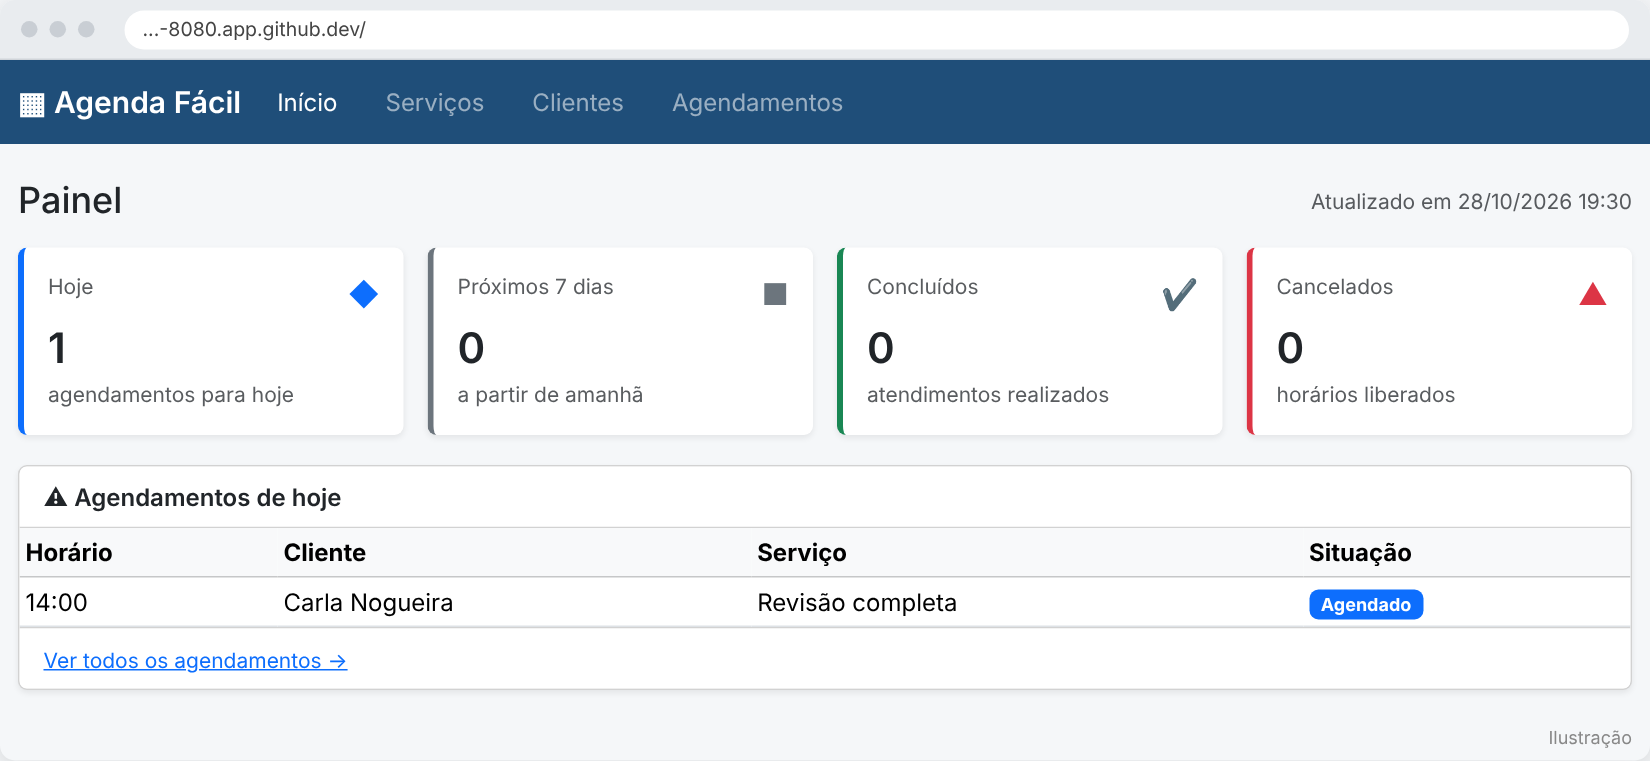 ...-8080.app.github.dev/
Agenda Fácil Início Serviços Clientes Agendamentos
Painel Atualizado em 28/10/2026 19:30
Hoje Próximos 7 dias Concluídos Cancelados
1 0 0 0
agendamentos para hoje a partir de amanhã atendimentos realizados horários liberados
Agendamentos de hoje
Horário Cliente Serviço Situação
14:00 Carla Nogueira Revisão completa Agendado
Ver todos os agendamentos →
Ilustração